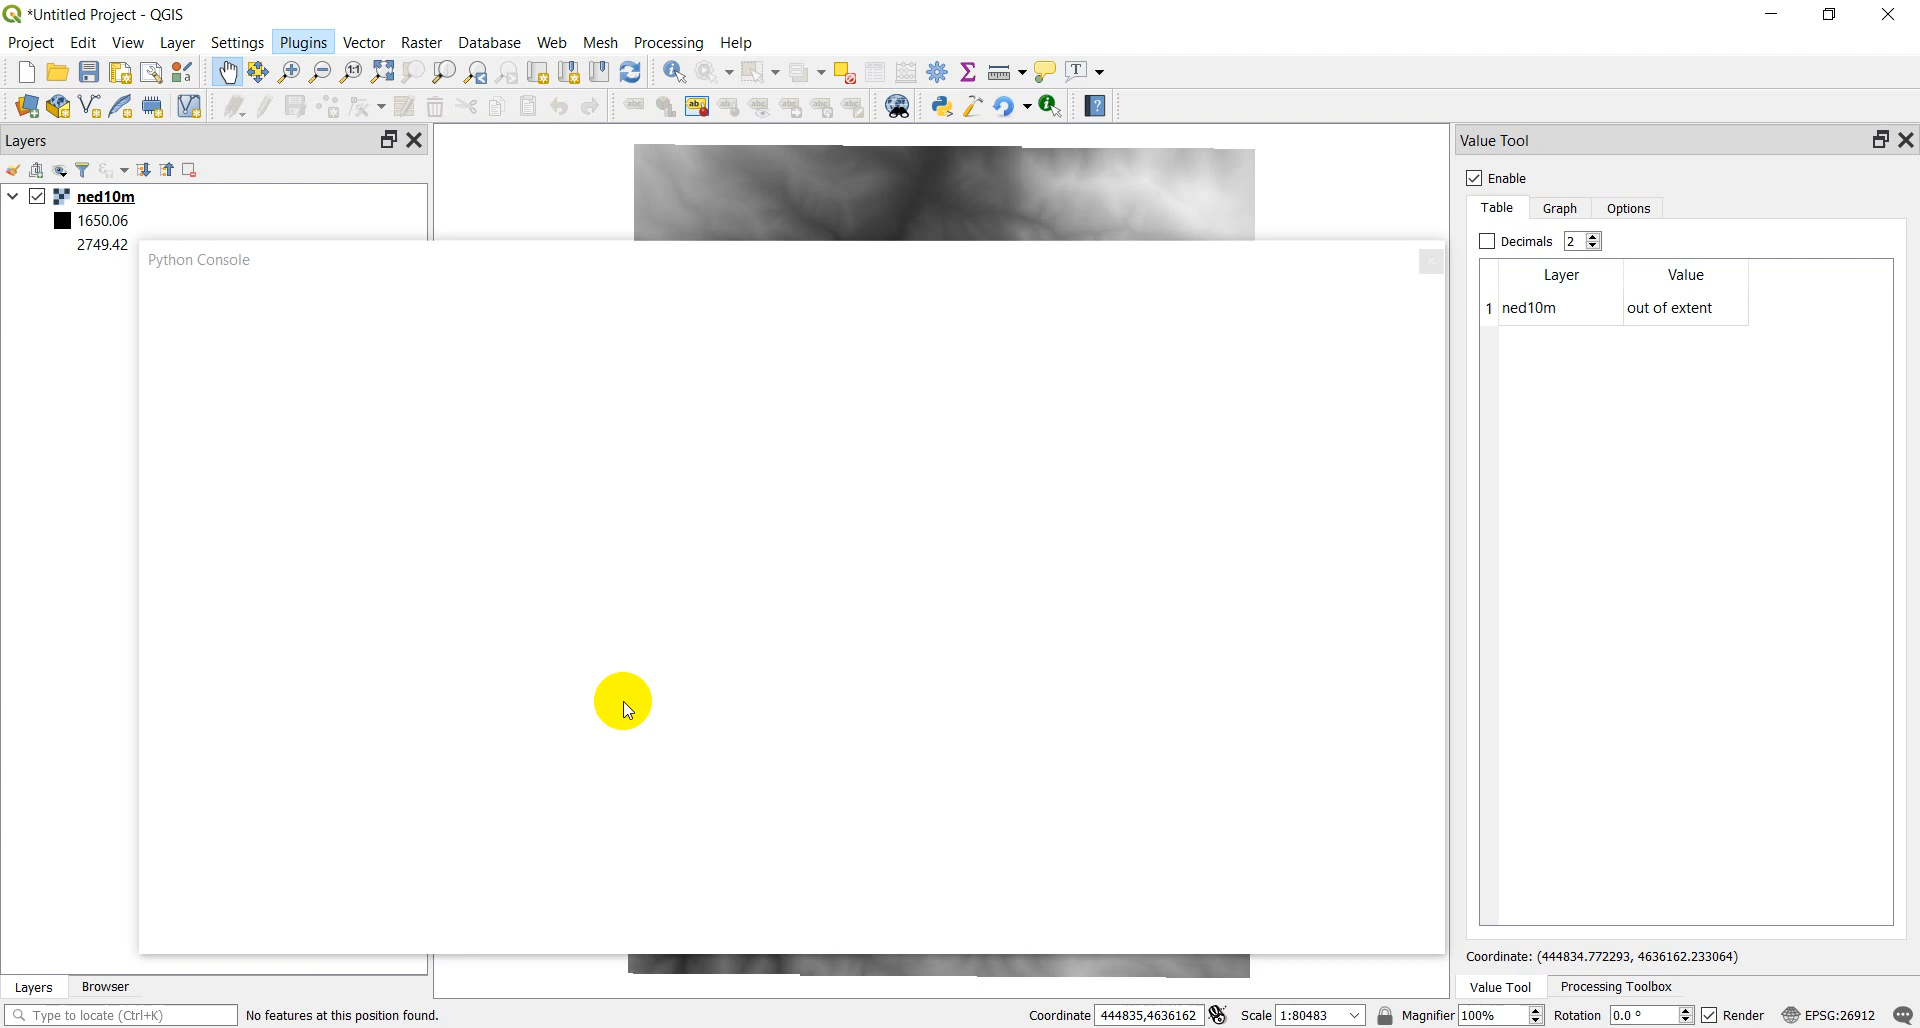 *Untitled Project - QGIS
Project Edit View Layer Settings Plugins Vector Raster Database Web Mesh Processing Help
Layers
ned10m
1650.06
2749.42
Python Console
Value Tool
Enable
Table Graph Options
Decimals 2
Layer Value
1 ned10m out of extent
Coordinate: (444834.772293, 4636162.233064)
Layers Browser
Value Tool Processing Toolbox
Type to locate (Ctrl+K) No features at this position found. Coordinate 444835,4636162 Scale 1:80483 Magnifier 100% Rotation 0.0 ° Render EPSG:26912